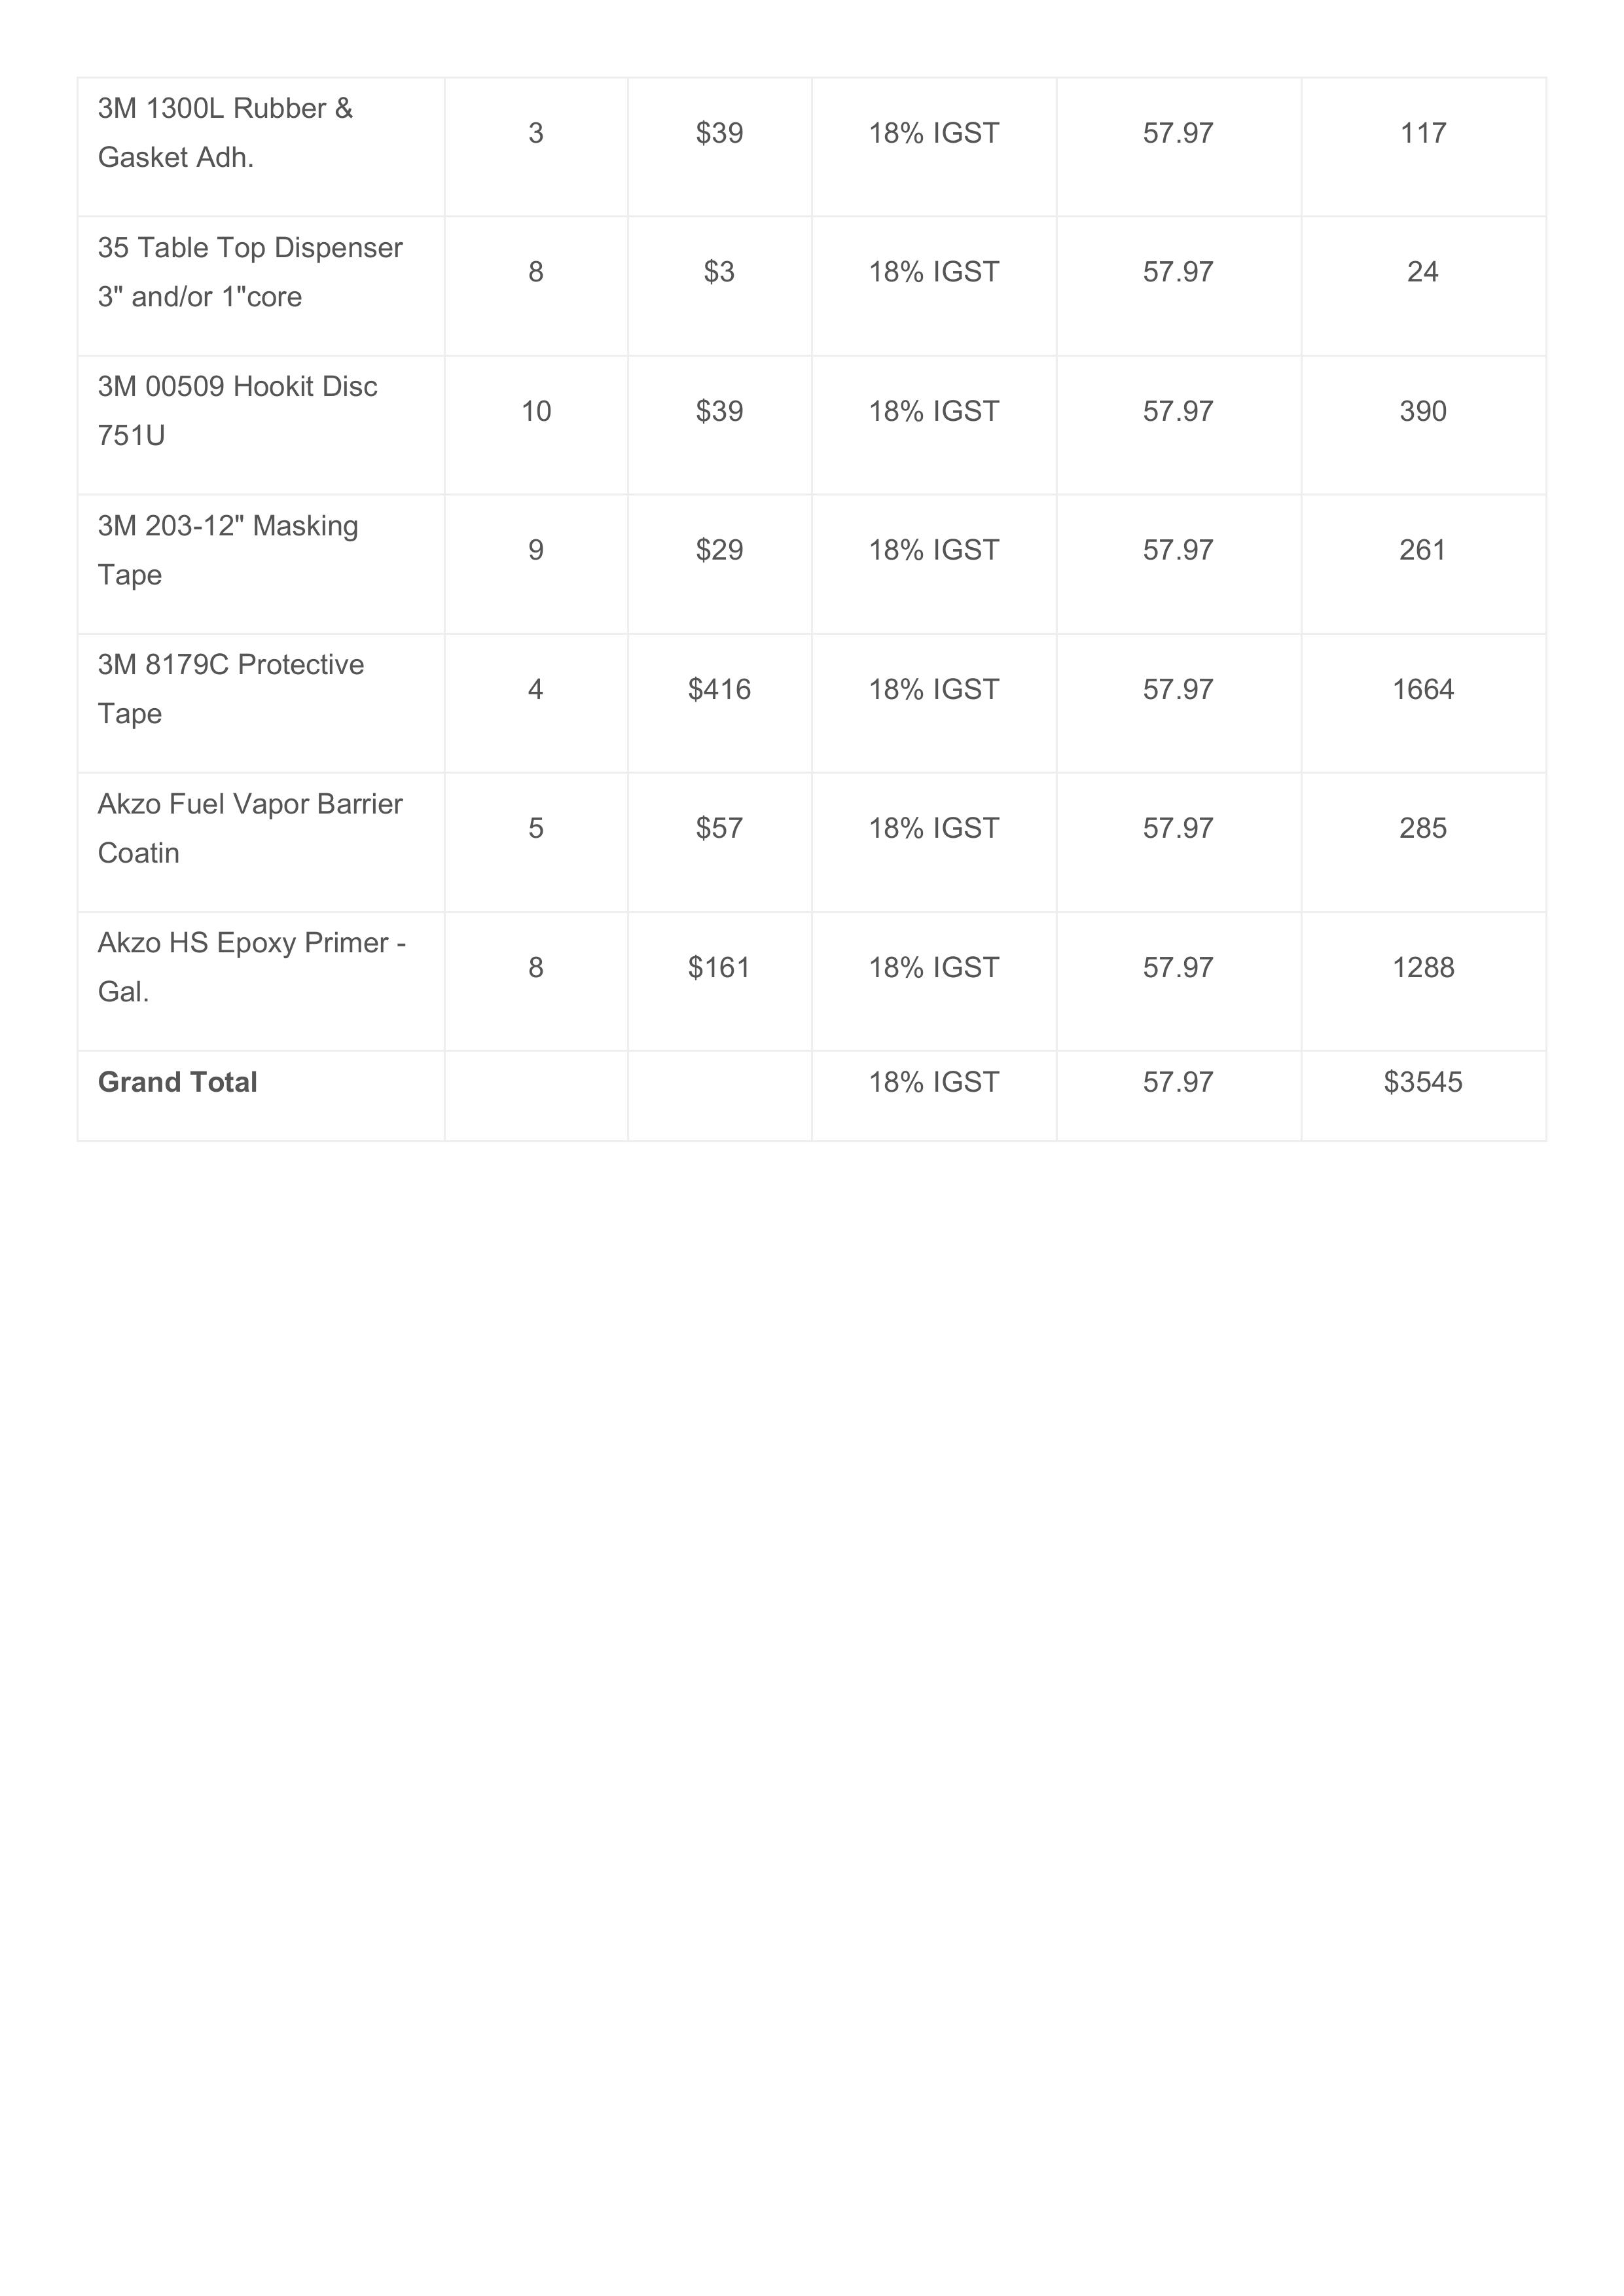 3M 1300L Rubber &
Gasket Adh.
3
$39
18% IGST
57.97
117
35 Table Top Dispenser
3" and/or 1"core
8
$3
18% IGST
57.97
24
3M 00509 Hookit Disc
751U
10
$39
18% IGST
57.97
390
3M 203-12" Masking
Tape
9
$29
18% IGST
57.97
261
3M 8179C Protective
Tape
4
$416
18% IGST
57.97
1664
Akzo Fuel Vapor Barrier
Coatin
5
$57
18% IGST
57.97
285
Akzo HS Epoxy Primer -
Gal.
8
$161
18% IGST
57.97
1288
Grand Total
18% IGST
57.97
$3545